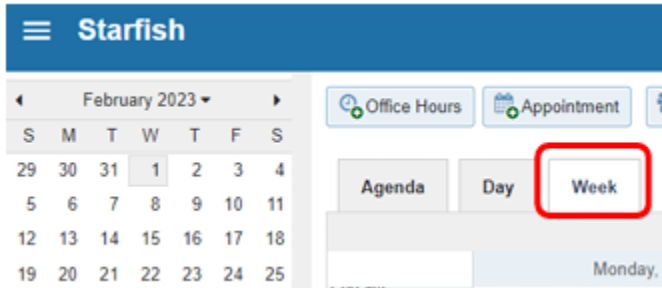 Starfish
February 2023
S M T W T F S
29 30 31 1 2 3 4
5 6 7 8 9 10 11
12 13 14 15 16 17 18
19 20 21 22 23 24 25
Office Hours
Appointment
Agenda
Day
Week
Monday,